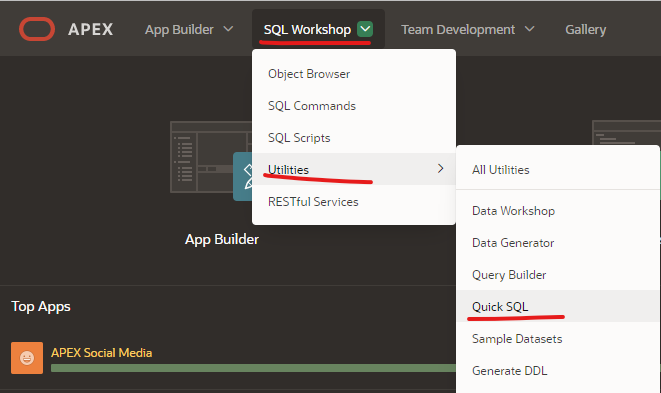 APEX App Builder SQL Workshop Team Development Gallery
Object Browser
SQL Commands
SQL Scripts
Utilities
RESTful Services
All Utilities
Data Workshop
Data Generator
Query Builder
Quick SQL
Sample Datasets
Generate DDL
App Builder
Top Apps
APEX Social Media